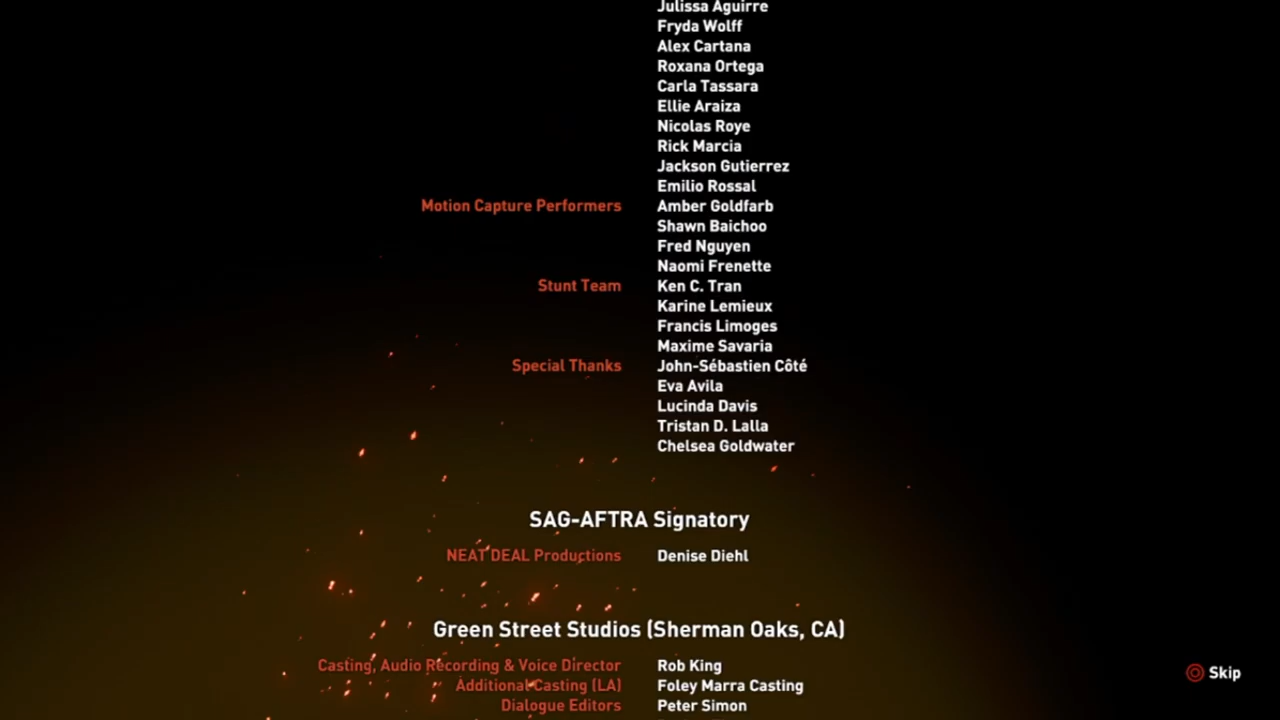 Julissa Aguirre
Fryda Wolff
Alex Cartana
Roxana Ortega
Carla Tassara
Ellie Araiza
Nicolas Roye
Rick Marcia
Jackson Gutierrez
Emilio Rossal
Motion Capture Performers Amber Goldfarb
Shawn Baichoo
Fred Nguyen
Naomi Frenette
Stunt Team Ken C. Tran
Karine Lemieux
Francis Limoges
Maxime Savaria
Special Thanks John-Sébastien Côté
Eva Avila
Lucinda Davis
Tristan D. Lalla
Chelsea Goldwater
SAG-AFTRA Signatory
NEAT DEAL Productions Denise Diehl
Green Street Studios (Sherman Oaks, CA)
Casting, Audio Recording & Voice Director Rob King
Skip
Additional Casting (LA) Foley Marra Casting
Dialogue Editors Peter Simon